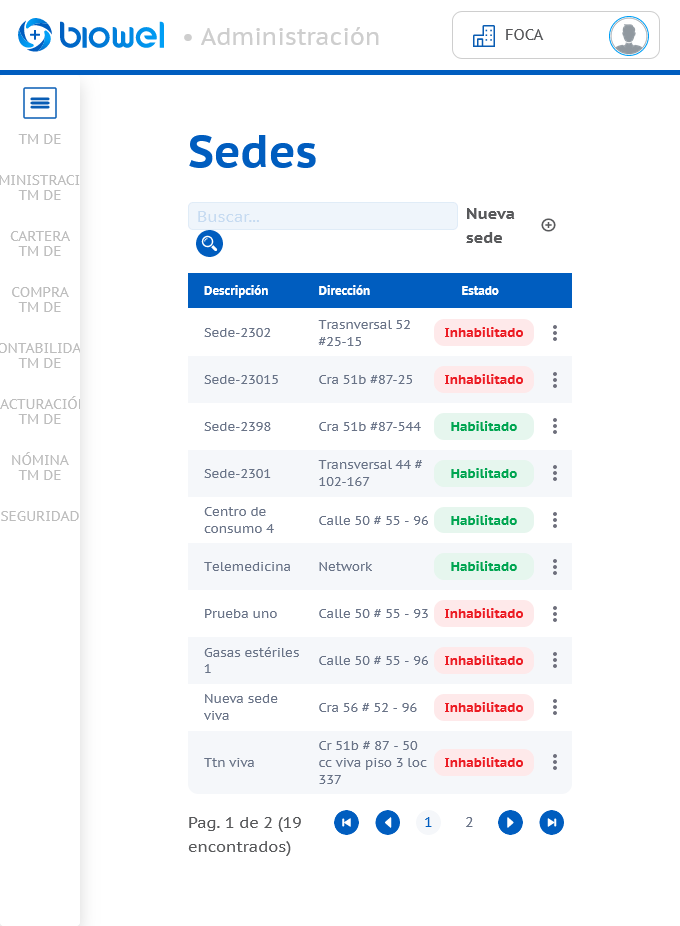 biowel
• Administración
FOCA
TM DE
MINISTRACI
TM DE
CARTERA
TM DE
COMPRA
TM DE
ONTABILIDA
TM DE
ACTURACIÓN
TM DE
NÓMINA
TM DE
SEGURIDAD
Sedes
Buscar...
Nueva
sede
Descripción Dirección Estado
Sede-2302 Trasnversal 52 #25-15 Inhabilitado
Sede-23015 Cra 51b #87-25 Inhabilitado
Sede-2398 Cra 51b #87-544 Habilitado
Sede-2301 Transversal 44 # 102-167 Habilitado
Centro de consumo 4 Calle 50 # 55 - 96 Habilitado
Telemedicina Network Habilitado
Prueba uno Calle 50 # 55 - 93 Inhabilitado
Gasas estériles 1 Calle 50 # 55 - 96 Inhabilitado
Nueva sede viva Cra 56 # 52 - 96 Inhabilitado
Ttn viva Cr 51b # 87 - 50 cc viva piso 3 loc 337 Inhabilitado
Pag. 1 de 2 (19
encontrados)
1 2